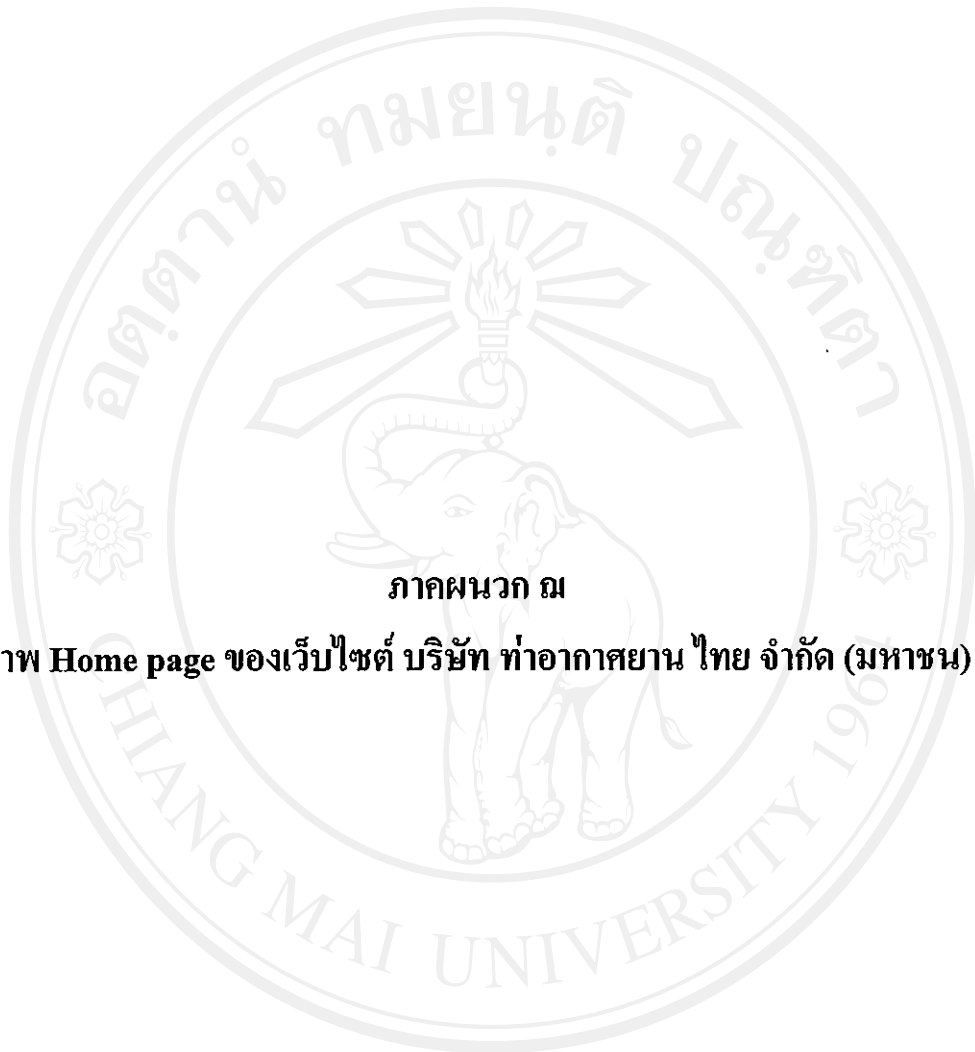 อตฺตานํ ทมยนฺติ ปณฺฑิตา
ภาคผนวก ฌ
าพ Home page ของเว็บไซต์ บริษัท ท่าอากาศยาน ไทย จำกัด (มหาชน)
CHIANG MAI UNIVERSITY 1964